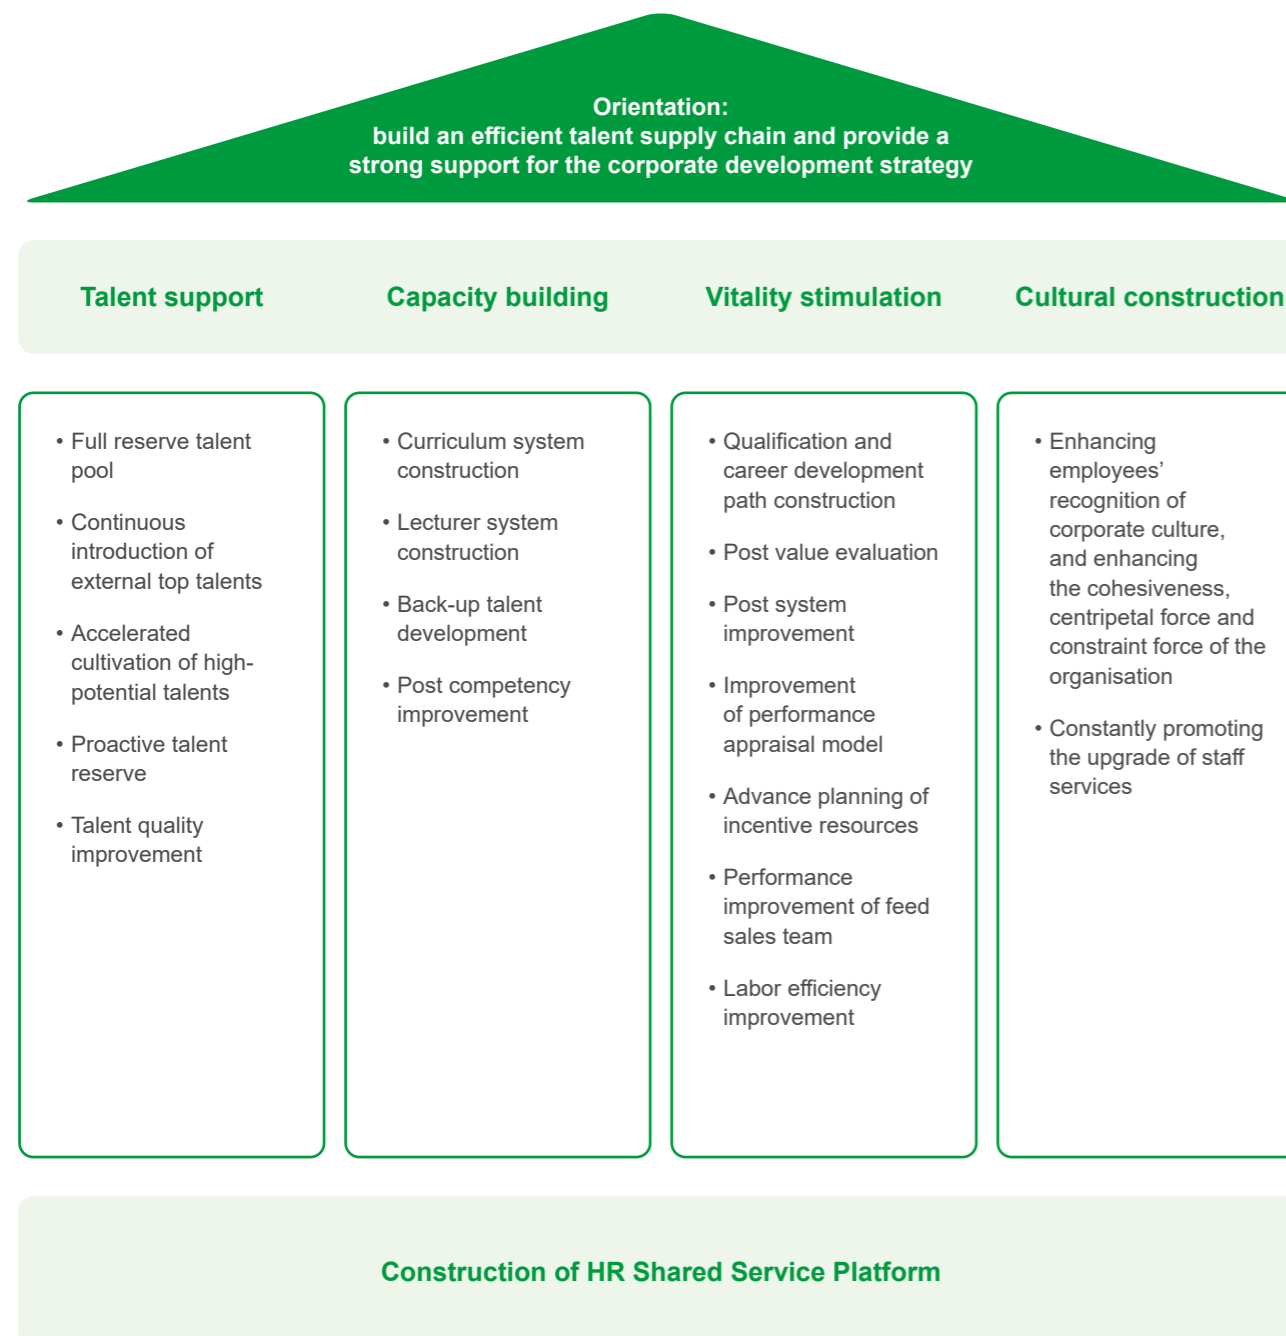 Orientation:
build an efficient talent supply chain and provide a
strong support for the corporate development strategy
Talent support
Capacity building
Vitality stimulation
Cultural construction
• Full reserve talent
pool
• Continuous
introduction of
external top talents
• Accelerated
cultivation of high-
potential talents
• Proactive talent
reserve
• Talent quality
improvement
• Curriculum system
construction
• Lecturer system
construction
• Back-up talent
development
• Post competency
improvement
• Qualification and
career development
path construction
• Post value evaluation
• Post system
improvement
• Improvement
of performance
appraisal model
• Advance planning of
incentive resources
• Performance
improvement of feed
sales team
• Labor efficiency
improvement
• Enhancing
employees’
recognition of
corporate culture,
and enhancing
the cohesiveness,
centripetal force and
constraint force of the
organisation
• Constantly promoting
the upgrade of staff
services
Construction of HR Shared Service Platform